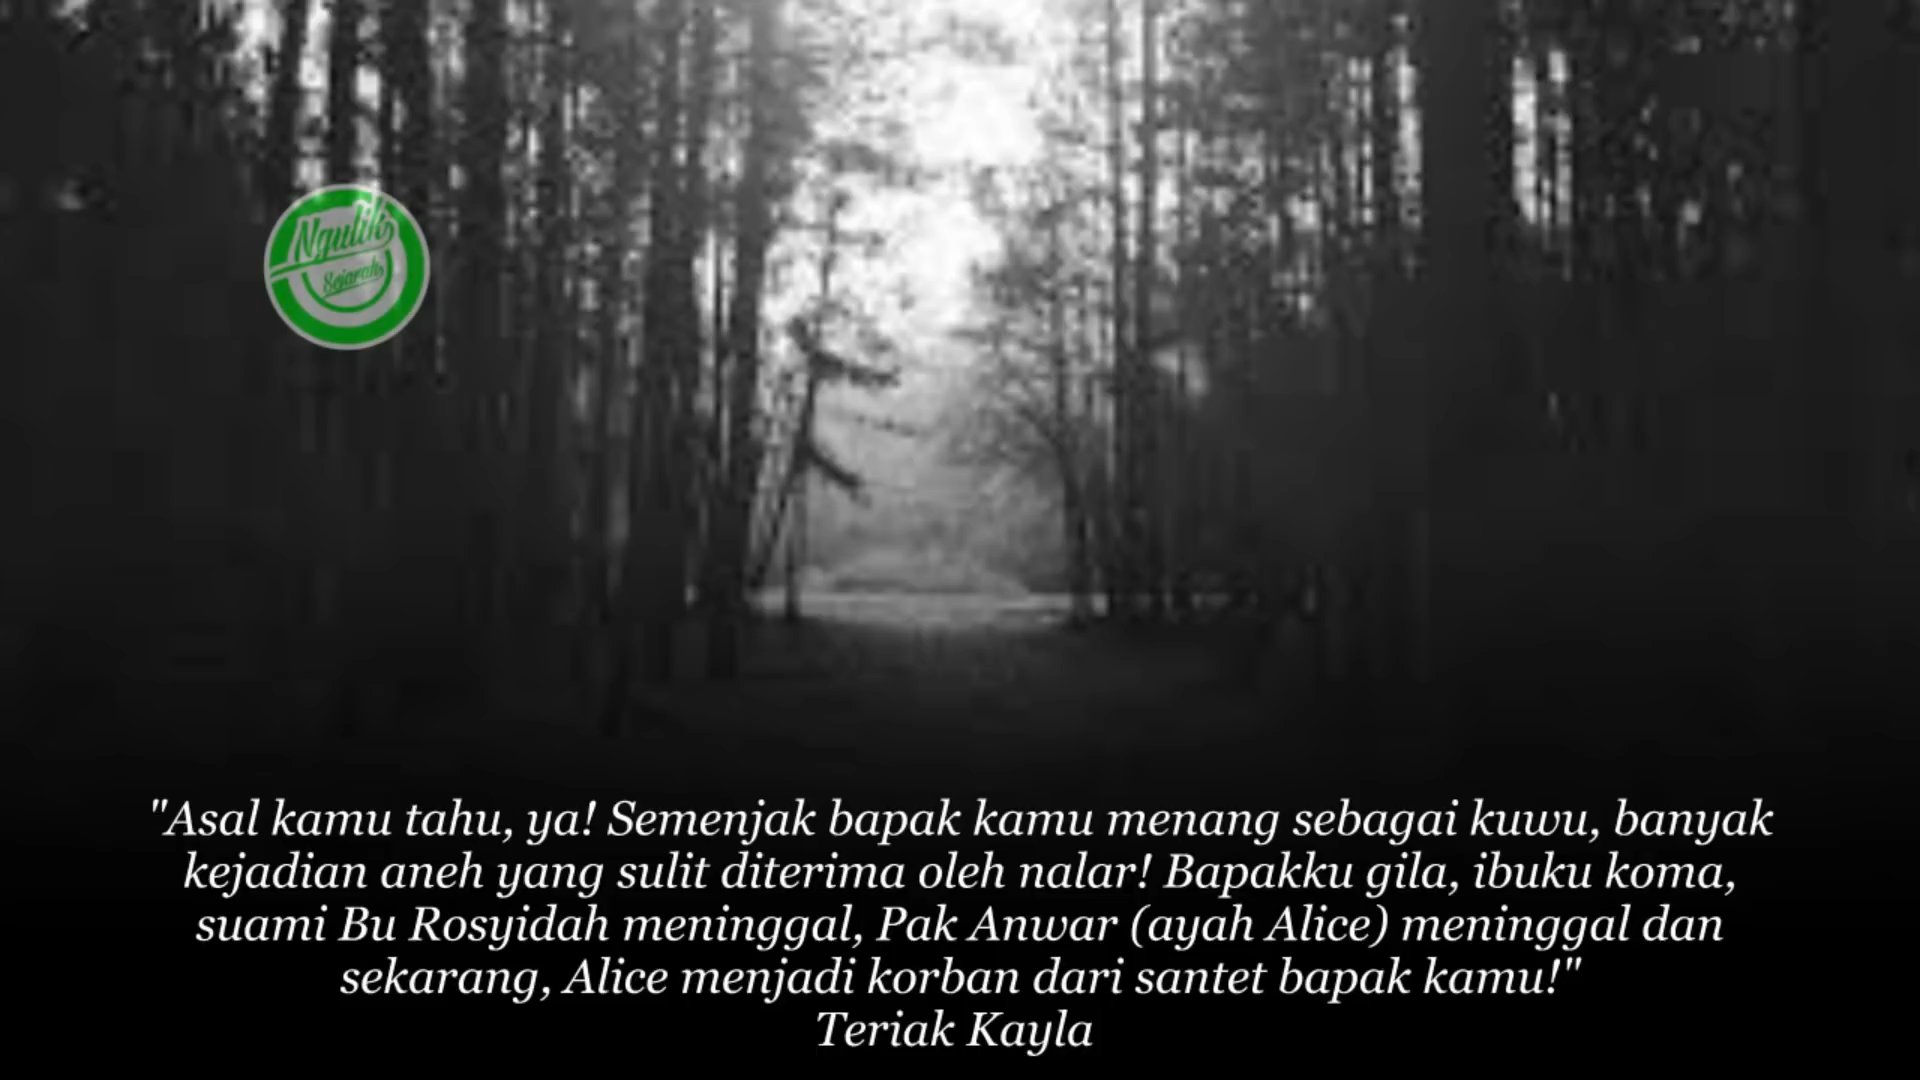 Ngulik
Sejarah
"Asal kamu tahu, ya! Semenjak bapak kamu menang sebagai kuwu, banyak
kejadian aneh yang sulit diterima oleh nalar! Bapakku gila, ibuku koma,
suami Bu Rosyidah meninggal, Pak Anwar (ayah Alice) meninggal dan
sekarang, Alice menjadi korban dari santet bapak kamu!"
Teriak Kayla